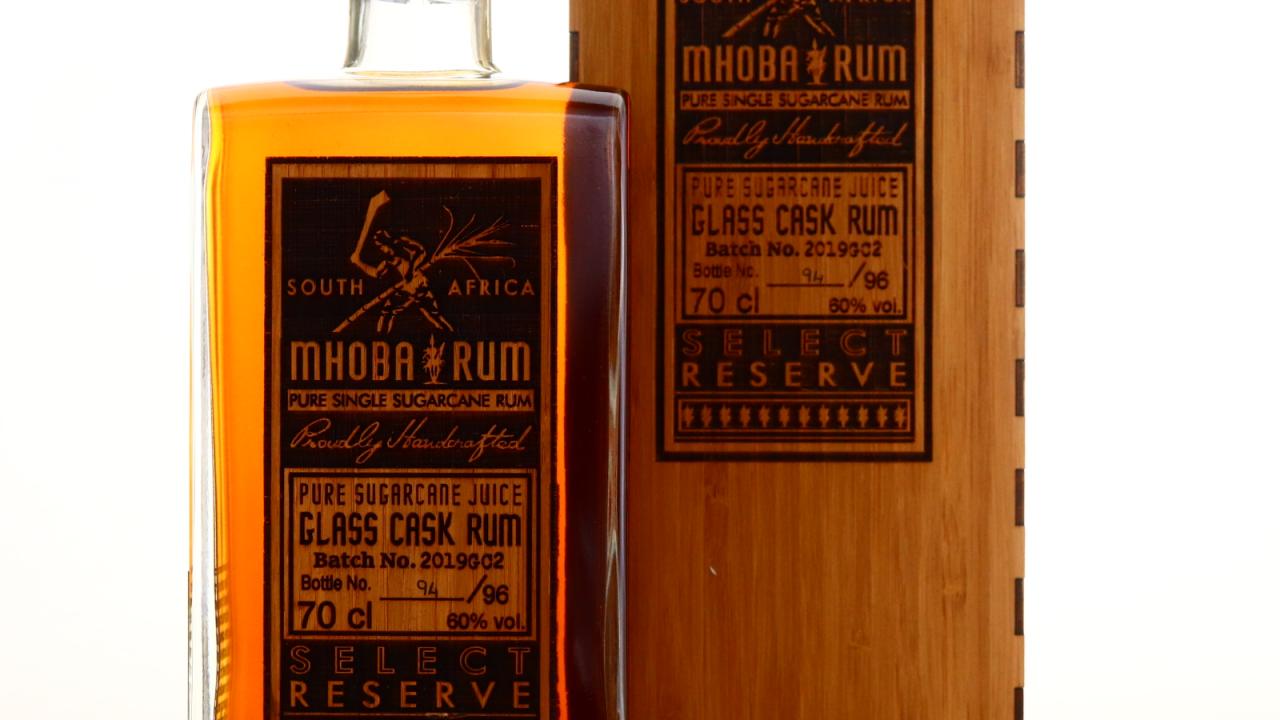 SOUTH AFRICA
MHOBA RUM
PURE SINGLE SUGARCANE RUM
Proudly Handcrafted
PURE SUGARCANE JUICE
GLASS CASK RUM
Batch No. 2019GC2
Bottle No. 94/96
70 cl 60% vol.
SELECT
RESERVE
SOUTH AFRICA
MHOBA RUM
PURE SINGLE SUGARCANE RUM
Proudly Handcrafted
PURE SUGARCANE JUICE
GLASS CASK RUM
Batch No. 2019GC2
Bottle No. 94/96
70 cl 60% vol.
SELECT
RESERVE